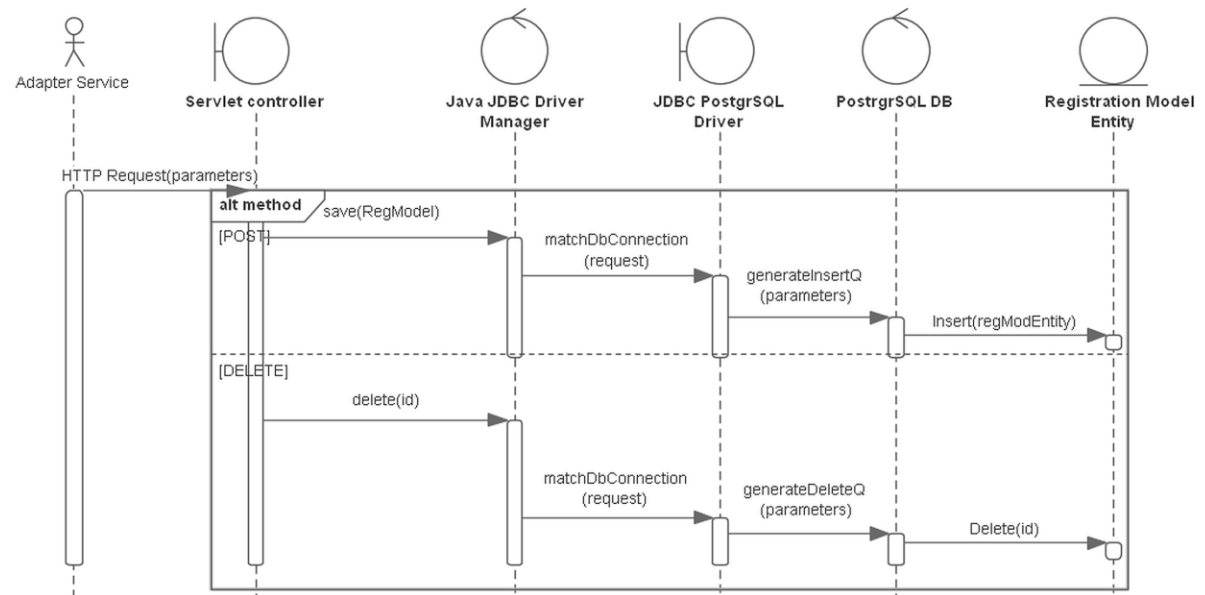 Adapter Service
Servlet controller
Java JDBC Driver
Manager
JDBC PostgrSQL
Driver
PostrgrSQL DB
Registration Model
Entity
HTTP Request(parameters)
alt method
save(RegModel)
[POST]
matchDbConnection
(request)
generateInsertQ
(parameters)
Insert(regModEntity)
[DELETE]
delete(id)
matchDbConnection
(request)
generateDeleteQ
(parameters)
Delete(id)